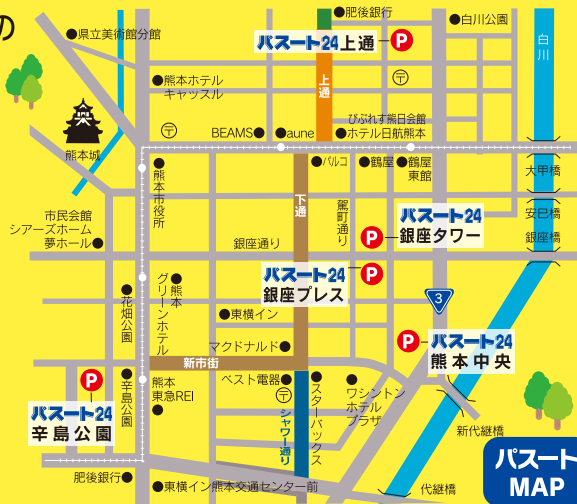 の
肥後銀行
白川公園
県立美術館分館
パスート24上通
白川
熊本ホテル
キャッスル
上通
〒
びぷれす熊日会館
ホテル日航熊本
熊本城
〒
BEAMS
aune
パルコ
鶴屋
鶴屋
東館
大甲橋
熊本市役所
下通
駕町通り
パスート24
銀座タワー
安巳橋
市民会館
シアーズホーム
夢ホール
銀座通り
銀座橋
パスート24
銀座プレス
熊本
グリーンホテル
花畑公園
東横イン
3
マクドナルド
パスート24
熊本中央
新市街
ベスト電器
〒
スターバックス
ワシントン
ホテル
プラザ
熊本
東急REI
辛島公園
パスート24
辛島公園
シャワー通り
新代継橋
肥後銀行
東横イン熊本交通センター前
代継橋
パスート
MAP
P
P
P
P
P